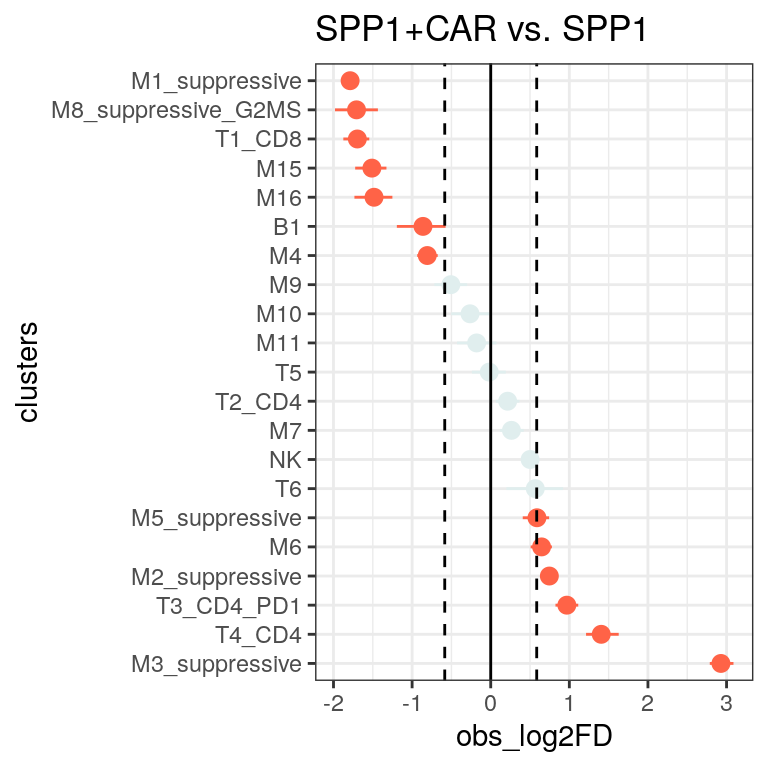 SPP1+CAR vs. SPP1
clusters
M1_suppressive
M8_suppressive_G2MS
T1_CD8
M15
M16
B1
M4
M9
M10
M11
T5
T2_CD4
M7
NK
T6
M5_suppressive
M6
M2_suppressive
T3_CD4_PD1
T4_CD4
M3_suppressive
-2 -1 0 1 2 3
obs_log2FD